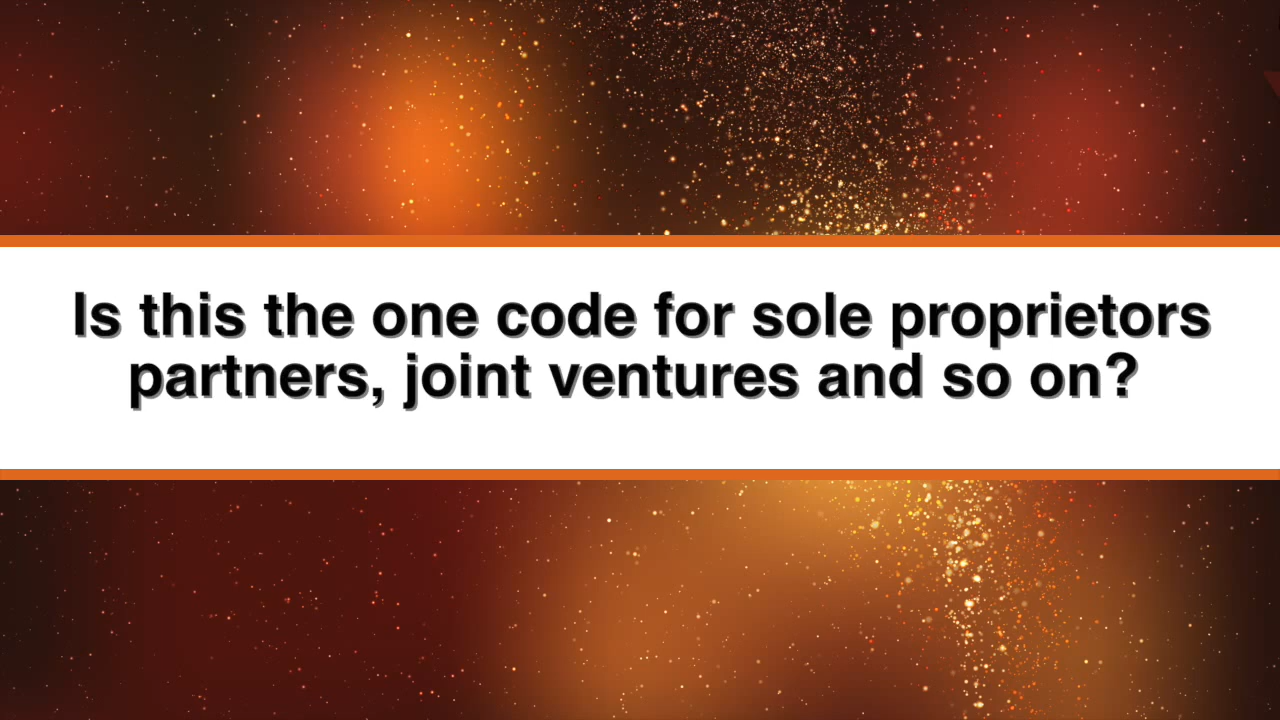 Is this the one code for sole proprietors
partners, joint ventures and so on?